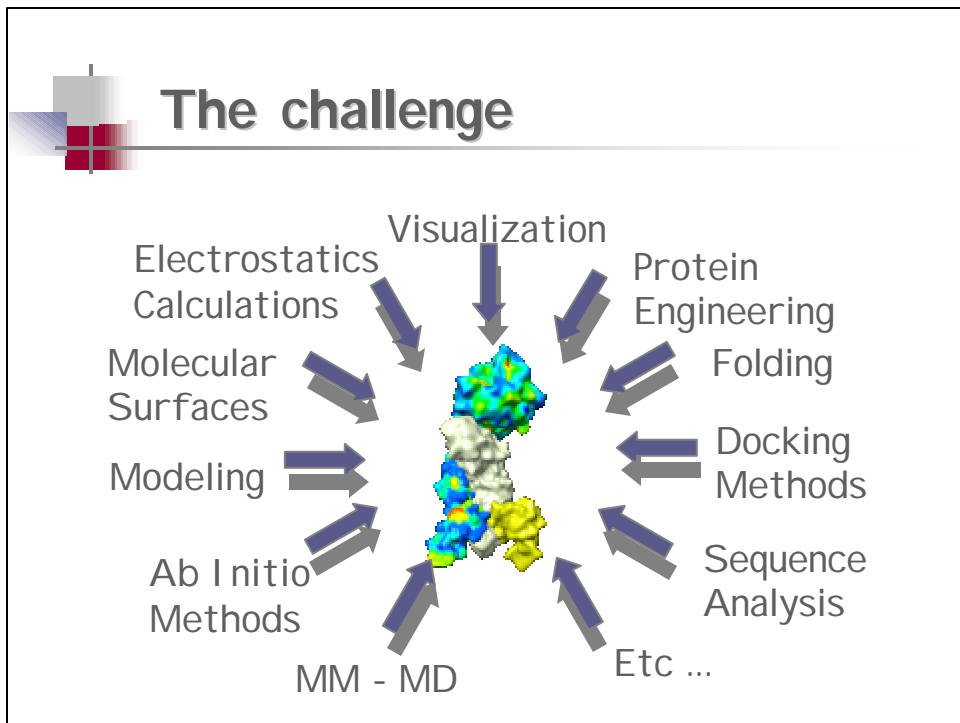 The challenge
Visualization
Electrostatics
Calculations
Protein
Engineering
Molecular
Surfaces
Folding
Modeling
Docking
Methods
Ab Initio
Methods
Sequence
Analysis
MM - MD
Etc ...